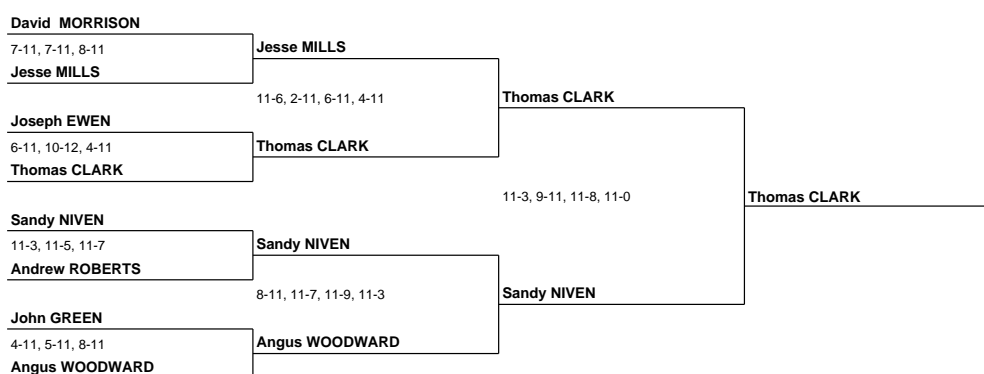 David  MORRISON
7-11, 7-11, 8-11
Jesse MILLS
Jesse MILLS
11-6, 2-11, 6-11, 4-11
Thomas CLARK
Joseph EWEN
6-11, 10-12, 4-11
Thomas CLARK
Thomas CLARK
11-3, 9-11, 11-8, 11-0
Thomas CLARK
Sandy NIVEN
11-3, 11-5, 11-7
Andrew ROBERTS
Sandy NIVEN
8-11, 11-7, 11-9, 11-3
Sandy NIVEN
John GREEN
4-11, 5-11, 8-11
Angus WOODWARD
Angus WOODWARD